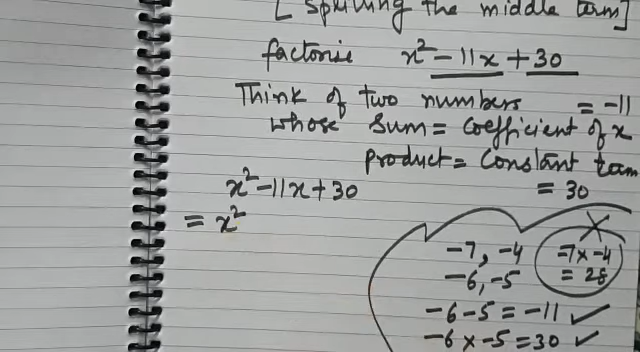 [Splitting the middle term]
factorise x² - 11x + 30
Think of two numbers = -11
whose sum = Coefficient of x
product = Constant term
= 30
x² - 11x + 30
= x²
-7, -4
-6, -5
-7 x -4
= 28
X
-6 - 5 = -11 ✓
-6 x -5 = 30 ✓